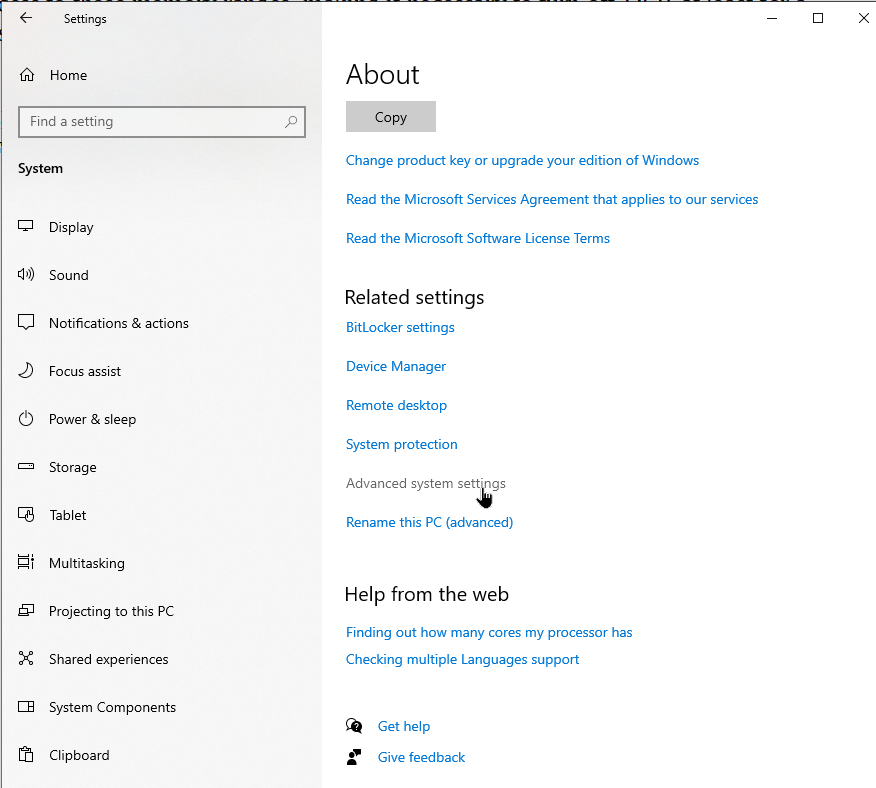 Settings
Home
Find a setting
System
Display
Sound
Notifications & actions
Focus assist
Power & sleep
Storage
Tablet
Multitasking
Projecting to this PC
Shared experiences
System Components
Clipboard
About
Copy
Change product key or upgrade your edition of Windows
Read the Microsoft Services Agreement that applies to our services
Read the Microsoft Software License Terms
Related settings
BitLocker settings
Device Manager
Remote desktop
System protection
Advanced system settings
Rename this PC (advanced)
Help from the web
Finding out how many cores my processor has
Checking multiple Languages support
Get help
Give feedback